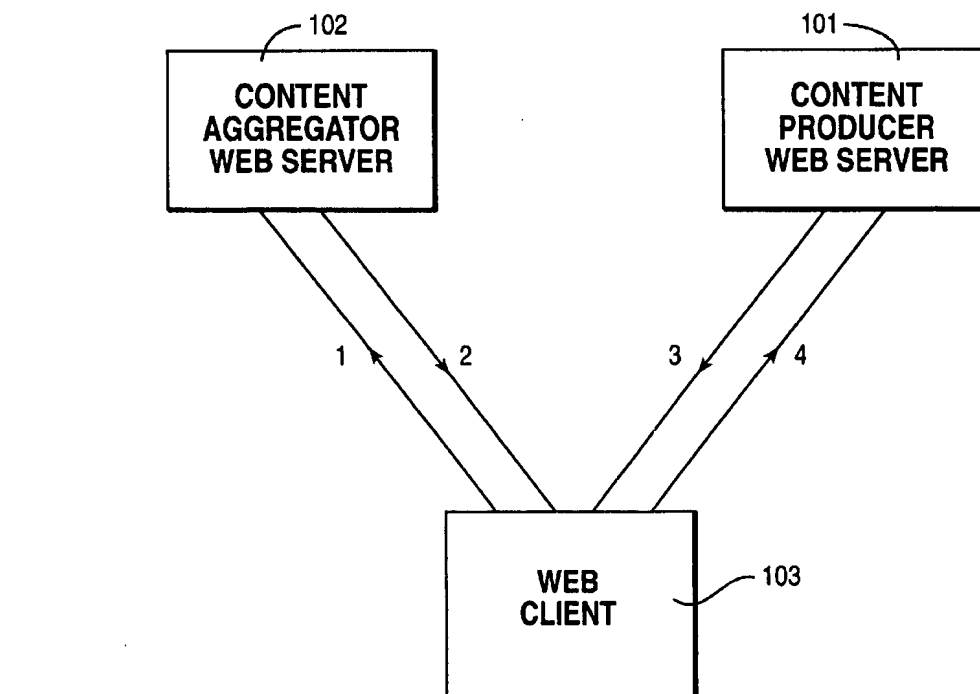 102
CONTENT
AGGREGATOR
WEB SERVER
101
CONTENT
PRODUCER
WEB SERVER
1
2
3
4
WEB
CLIENT
103